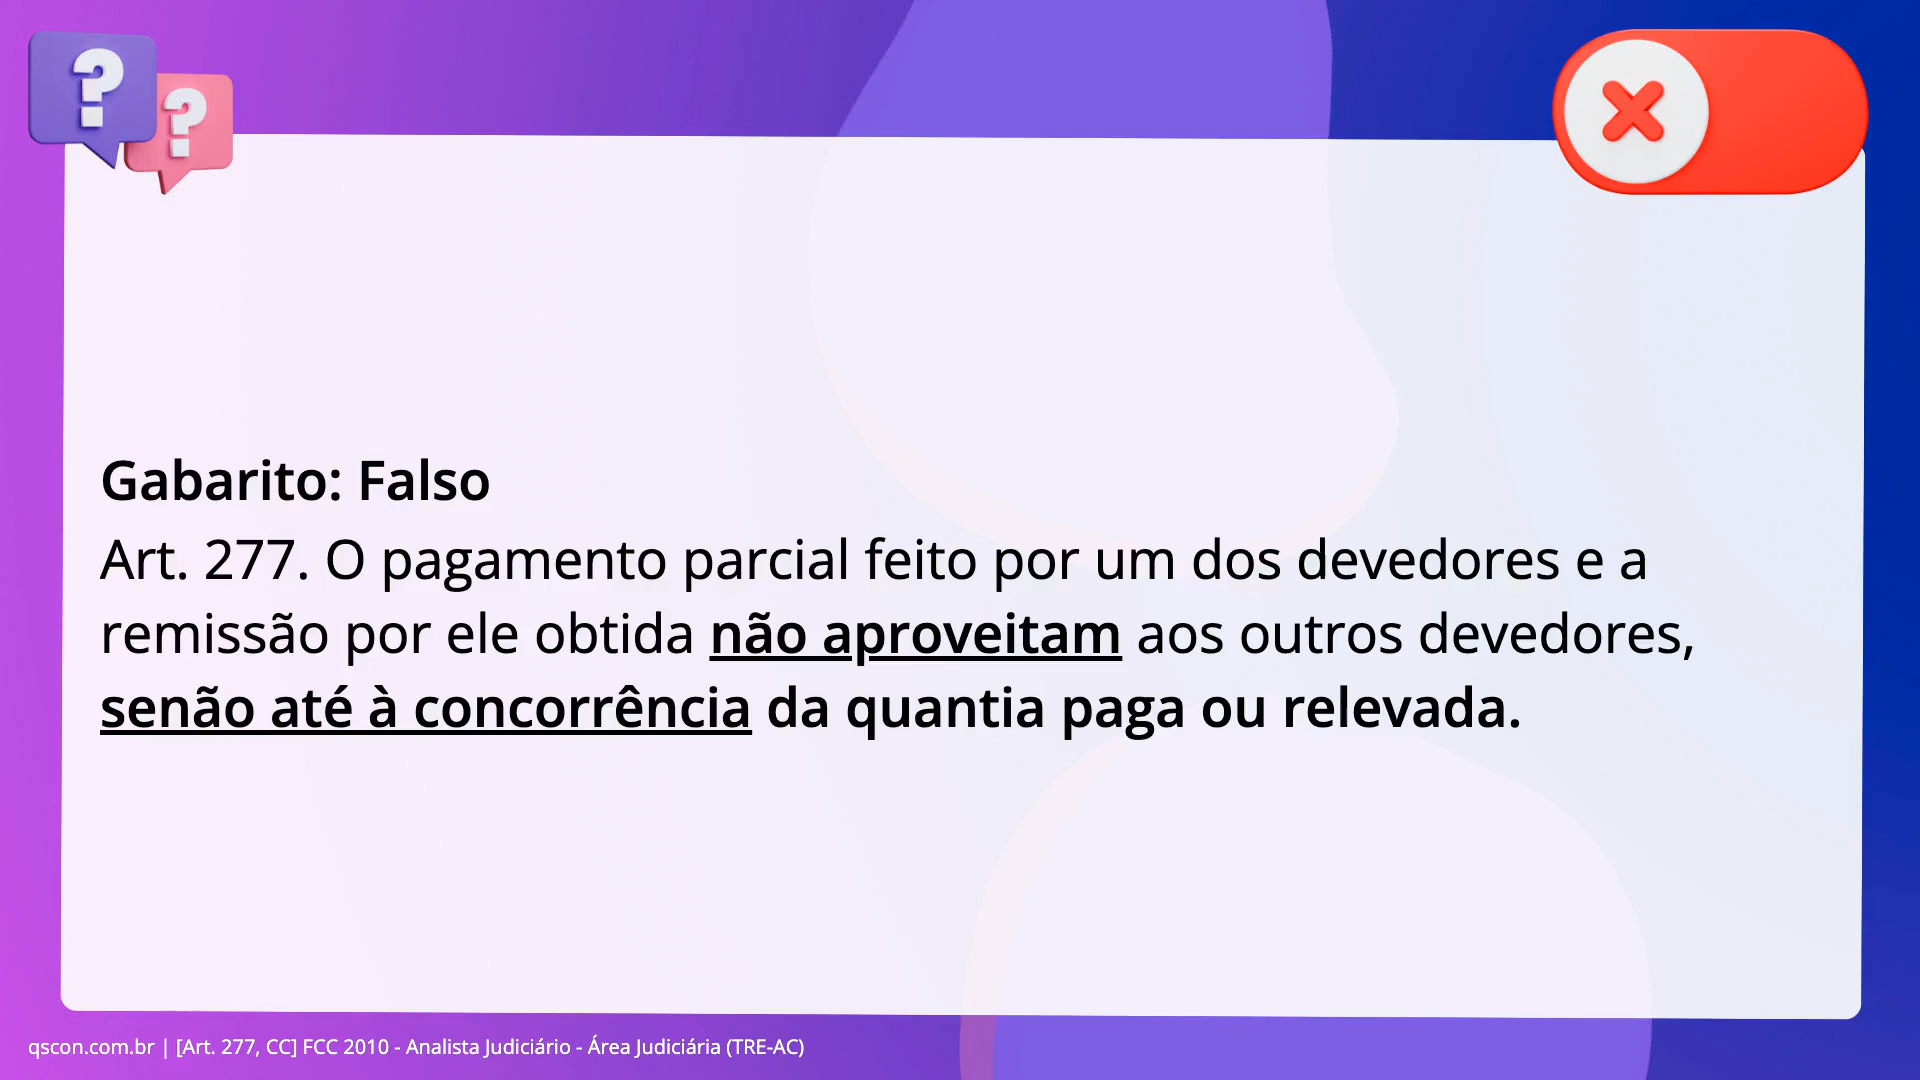 ?
?
Gabarito: Falso
Art. 277. O pagamento parcial feito por um dos devedores e a
remissão por ele obtida não aproveitam aos outros devedores,
senão até à concorrência da quantia paga ou relevada.
qscon.com.br | [Art. 277, CC] FCC 2010 - Analista Judiciário - Área Judiciária (TRE-AC)